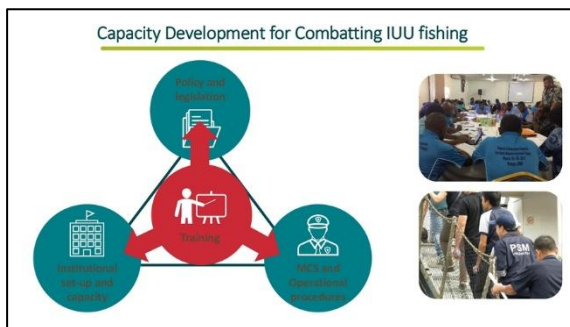 Capacity Development for Combatting IUU fishing
Policy and
legislation
Training
Institutional
set-up and
capacity
MCS and
Operational
procedures
PSM